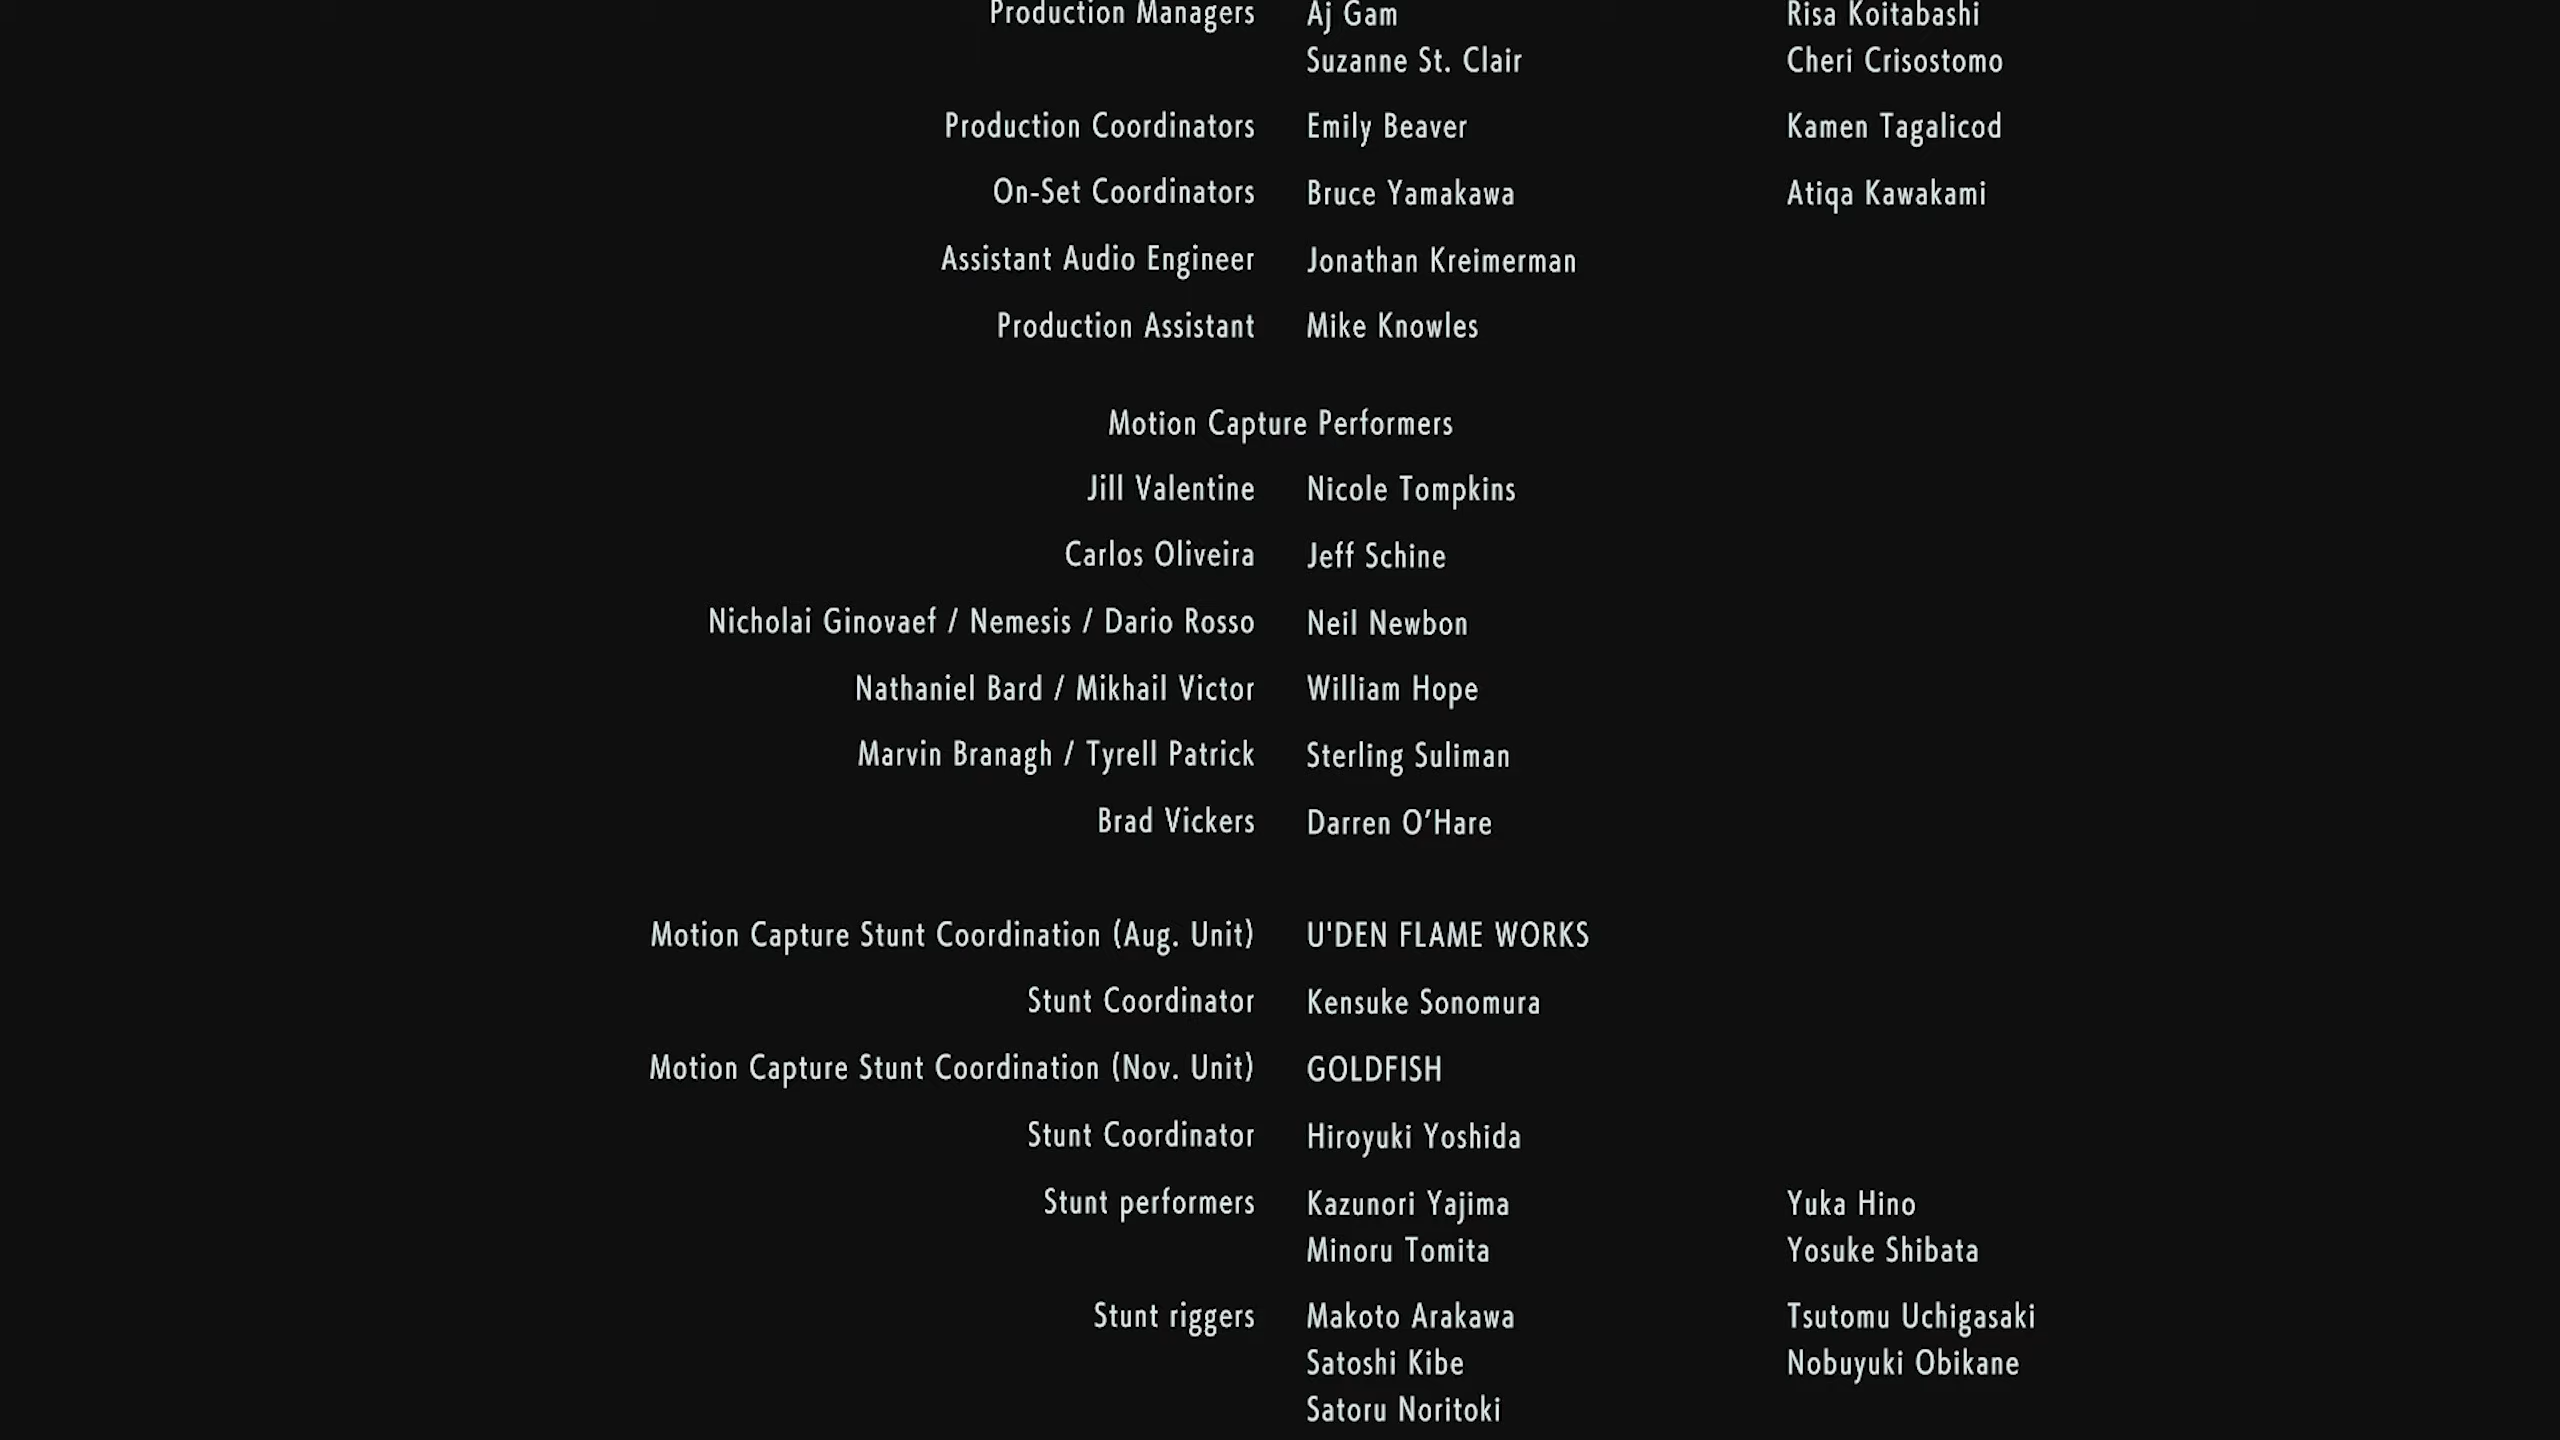 Production Managers Aj Gam Risa Koitabashi
Suzanne St. Clair Cheri Crisostomo
Production Coordinators Emily Beaver Kamen Tagalicod
On-Set Coordinators Bruce Yamakawa Atiqa Kawakami
Assistant Audio Engineer Jonathan Kreimerman
Production Assistant Mike Knowles
Motion Capture Performers
Jill Valentine Nicole Tompkins
Carlos Oliveira Jeff Schine
Nicholai Ginovaef / Nemesis / Dario Rosso Neil Newbon
Nathaniel Bard / Mikhail Victor William Hope
Marvin Branagh / Tyrell Patrick Sterling Suliman
Brad Vickers Darren O’Hare
Motion Capture Stunt Coordination (Aug. Unit) U'DEN FLAME WORKS
Stunt Coordinator Kensuke Sonomura
Motion Capture Stunt Coordination (Nov. Unit) GOLDFISH
Stunt Coordinator Hiroyuki Yoshida
Stunt performers Kazunori Yajima Yuka Hino
Minoru Tomita Yosuke Shibata
Stunt riggers Makoto Arakawa Tsutomu Uchigasaki
Satoshi Kibe Nobuyuki Obikane
Satoru Noritoki